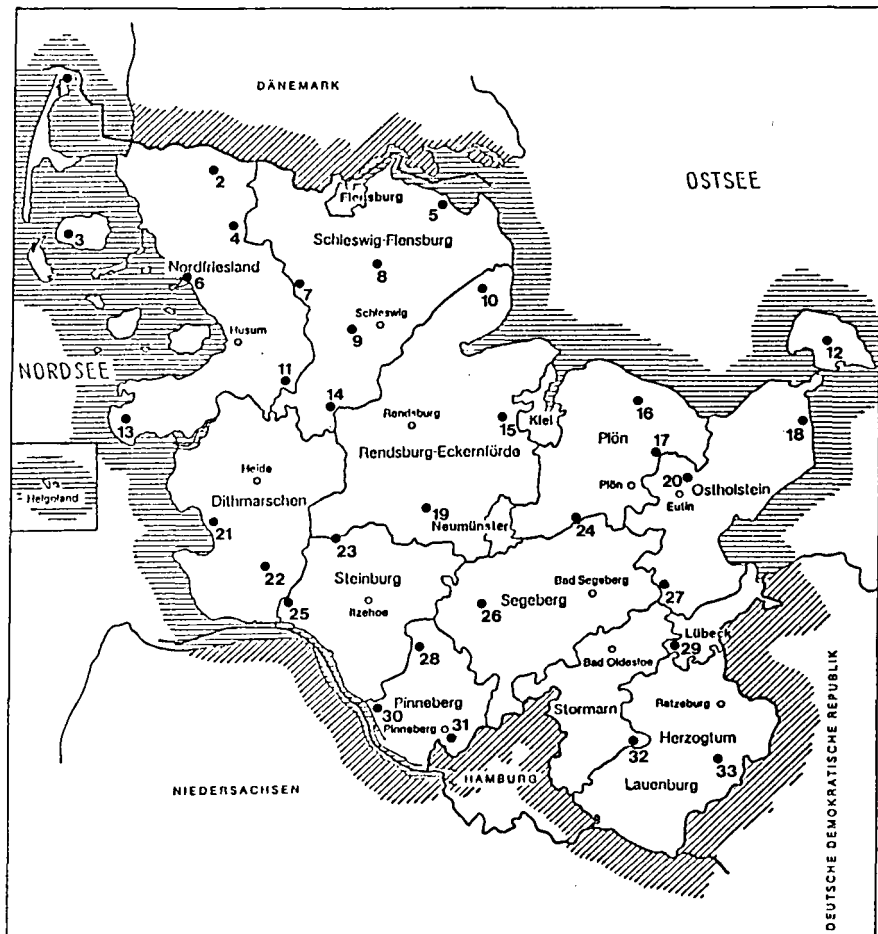 DÄNEMARK
2
OSTSEE
Flensburg
5
3
4
Schleswig-Flensburg
8
Nordfriesland
6
7
10
Schleswig
9
Husum
12
NORDSEE
11
14
16
13
Rendsburg
15
Kiel
18
Plön
17
Rendsburg-Eckernförde
Heide
20
Ostholstein
Plön
Helgoland
Dithmarschen
Eutin
19
21
Neumünster
24
23
22
Steinburg
Bad Segeberg
27
25
Itzehoe
26
Segeberg
Lübeck
28
29
Bad Oldesloe
Pinneberg
Stormarn
Ratzeburg
30
Pinneberg
31
Herzogtum
32
33
HAMBURG
Lauenburg
NIEDERSACHSEN
DEUTSCHE DEMOKRATISCHE REPUBLIK